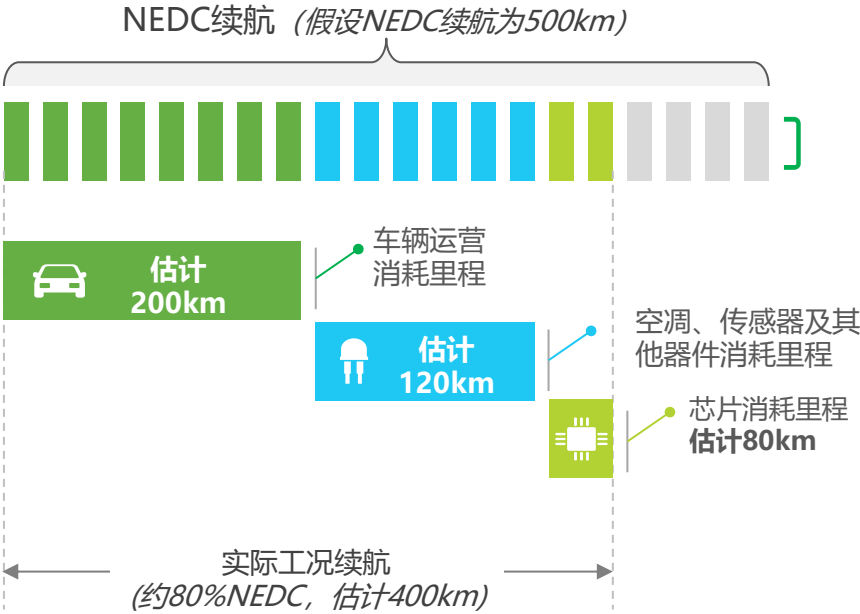 NEDC续航 (假设NEDC续航为500km)
估计
200km
车辆运营
消耗里程
估计
120km
空凋、传感器及其
他器件消耗里程
芯片消耗里程
估计80km
实际工况续航
(约80%NEDC，估计400km)